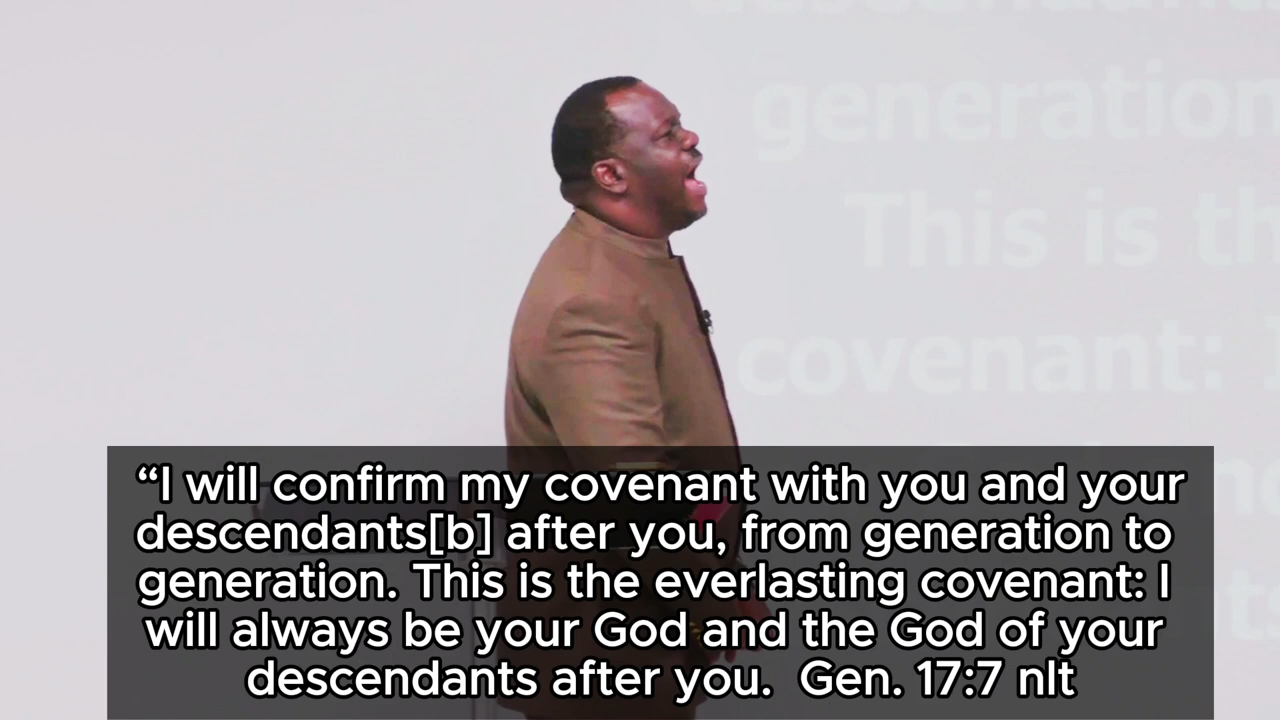 generation
This is th
covenant:
“I will confirm my covenant with you and your
descendants[b] after you, from generation to
generation. This is the everlasting covenant: I
will always be your God and the God of your
descendants after you.  Gen. 17:7 nlt